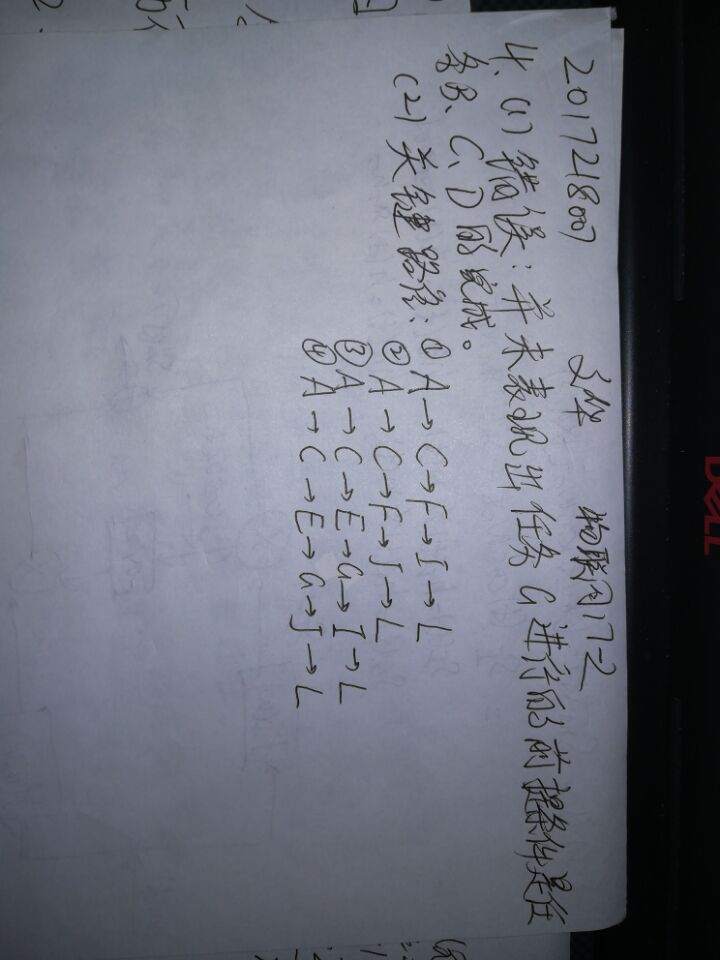 2017218007 物联网17-2
4、(1) 错误：并未表现出任务G进行的前提条件是任
务B、C、D的完成。
(2) 关键路径：① A→C→F→I→L
② A→C→F→J→L
③ A→C→E→G→I→L
④ A→C→E→G→J→L
DELL